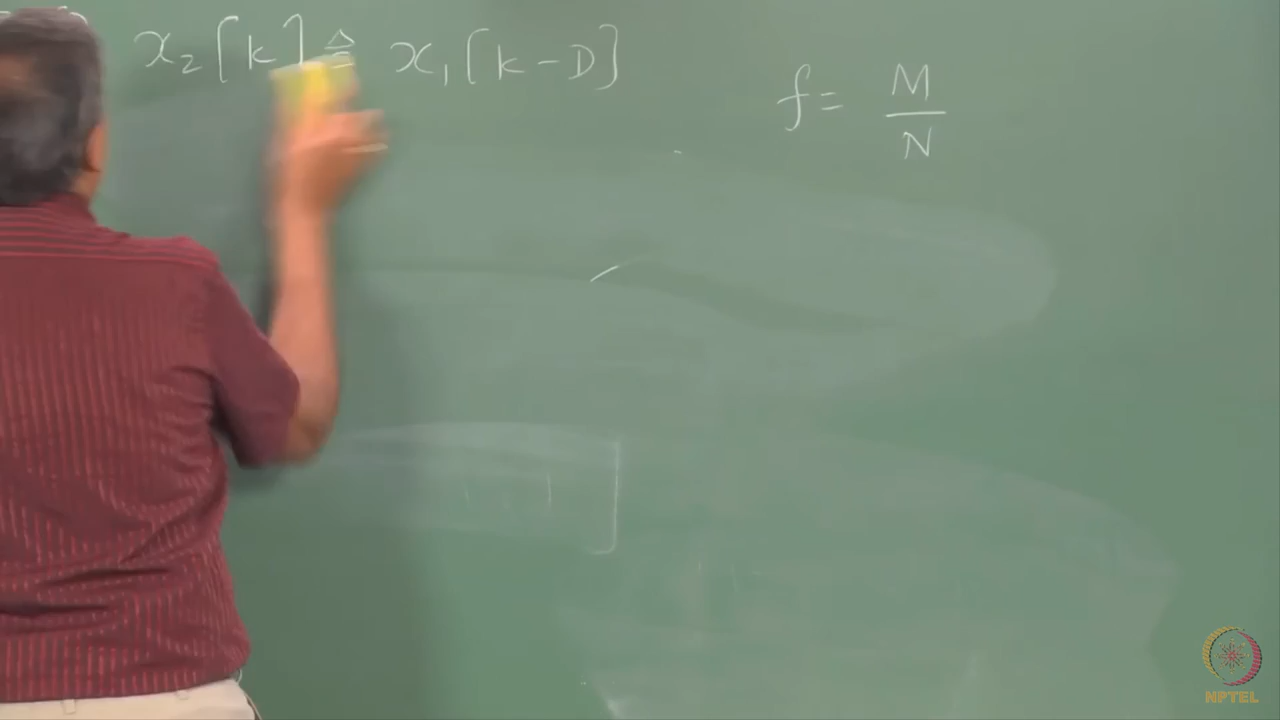 x₂[k] ≜ x₁[k-D]
f = M/N
NPTEL